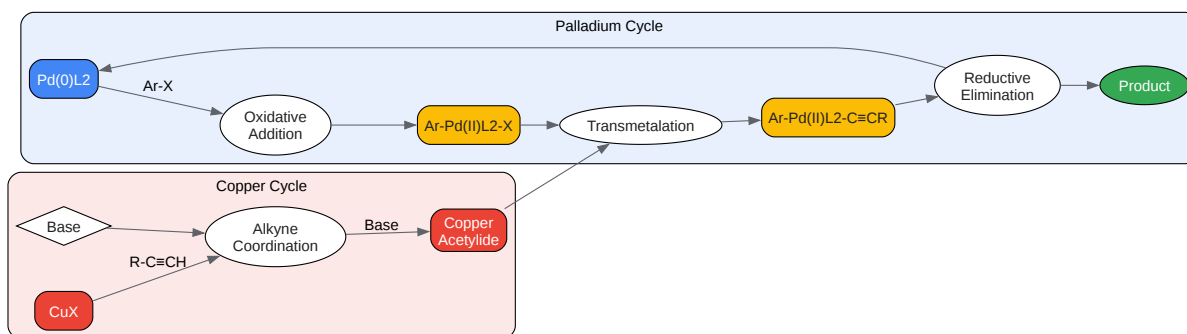 Palladium Cycle
Pd(0)L2
Ar-X
Oxidative
Addition
Ar-Pd(II)L2-X
Transmetalation
Ar-Pd(II)L2-C≡CR
Reductive
Elimination
Product
Copper Cycle
Base
Alkyne
Coordination
Base
Copper
Acetylide
R-C≡CH
CuX